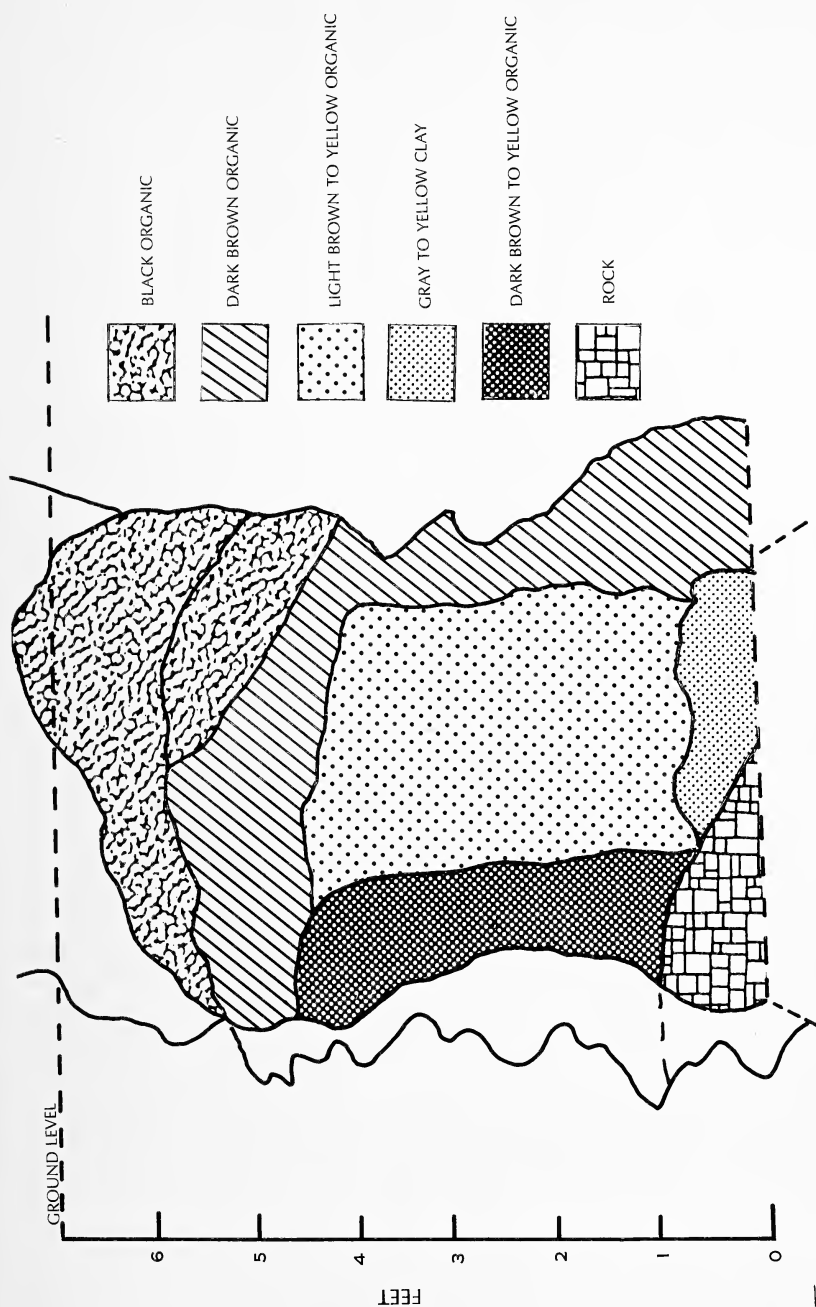 GROUND LEVEL
6
5
4
3
2
1
0
FEET
BLACK ORGANIC
DARK BROWN ORGANIC
LIGHT BROWN TO YELLOW ORGANIC
GRAY TO YELLOW CLAY
DARK BROWN TO YELLOW ORGANIC
ROCK